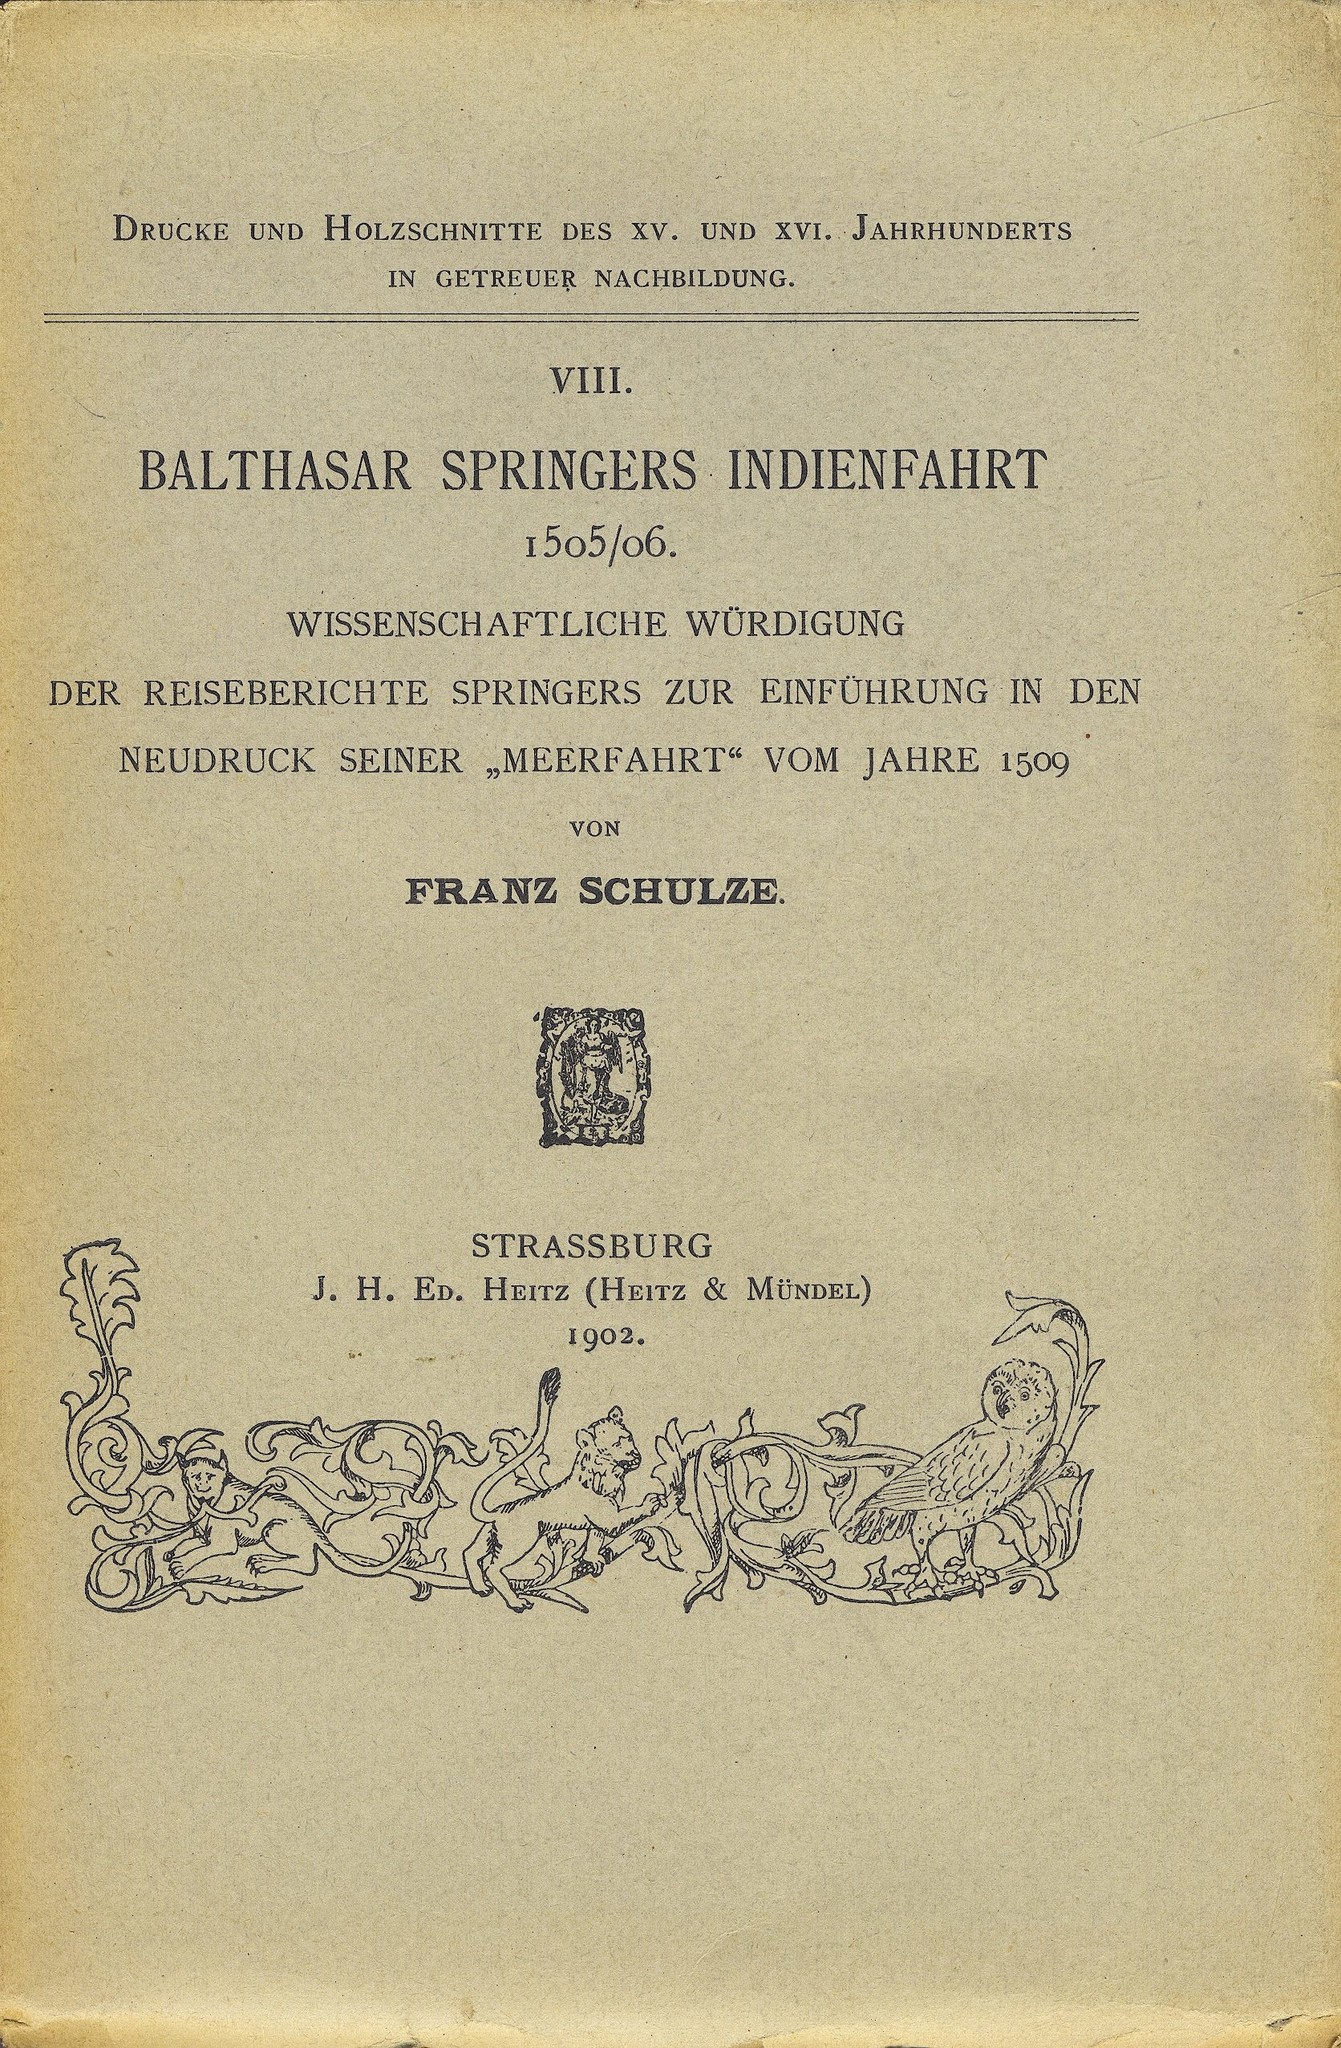 DRUCKE UND HOLZSCHNITTE DES XV. UND XVI. JAHRHUNDERTS
IN GETREUER NACHBILDUNG.
VIII.
BALTHASAR SPRINGERS INDIENFAHRT
1505/06.
WISSENSCHAFTLICHE WÜRDIGUNG
DER REISEBERICHTE SPRINGERS ZUR EINFÜHRUNG IN DEN
NEUDRUCK SEINER „MEERFAHRT“ VOM JAHRE 1509
VON
FRANZ SCHULZE.
STRASSBURG
J. H. ED. HEITZ (HEITZ & MÜNDEL)
1902.